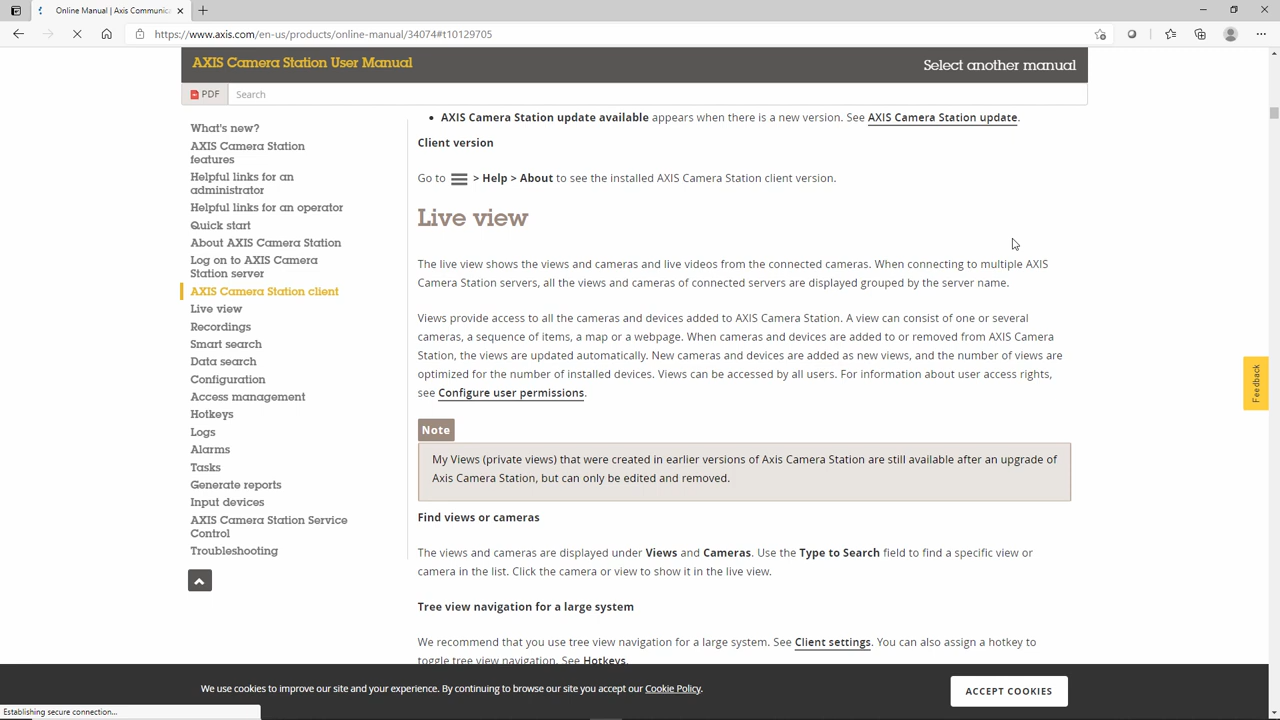 Online Manual | Axis Communic
https://www.axis.com/en-us/products/online-manual/34074#t10129705
AXIS Camera Station User Manual
Select another manual
PDF
Search
What's new?
AXIS Camera Station
features
Helpful links for an
administrator
Helpful links for an operator
Quick start
About AXIS Camera Station
Log on to AXIS Camera
Station server
AXIS Camera Station client
Live view
Recordings
Smart search
Data search
Configuration
Access management
Hotkeys
Logs
Alarms
Tasks
Generate reports
Input devices
AXIS Camera Station Service
Control
Troubleshooting
• AXIS Camera Station update available appears when there is a new version. See AXIS Camera Station update.
Client version
Go to > Help > About to see the installed AXIS Camera Station client version.
Live view
The live view shows the views and cameras and live videos from the connected cameras. When connecting to multiple AXIS
Camera Station servers, all the views and cameras of connected servers are displayed grouped by the server name.
Views provide access to all the cameras and devices added to AXIS Camera Station. A view can consist of one or several
cameras, a sequence of items, a map or a webpage. When cameras and devices are added to or removed from AXIS Camera
Station, the views are updated automatically. New cameras and devices are added as new views, and the number of views are
optimized for the number of installed devices. Views can be accessed by all users. For information about user access rights,
see Configure user permissions.
Note
My Views (private views) that were created in earlier versions of Axis Camera Station are still available after an upgrade of
Axis Camera Station, but can only be edited and removed.
Find views or cameras
The views and cameras are displayed under Views and Cameras. Use the Type to Search field to find a specific view or
camera in the list. Click the camera or view to show it in the live view.
Tree view navigation for a large system
We recommend that you use tree view navigation for a large system. See Client settings. You can also assign a hotkey to
toggle tree view navigation. See Hotkeys.
Feedback
We use cookies to improve our site and your experience. By continuing to browse our site you accept our Cookie Policy.
ACCEPT COOKIES
Establishing secure connection...